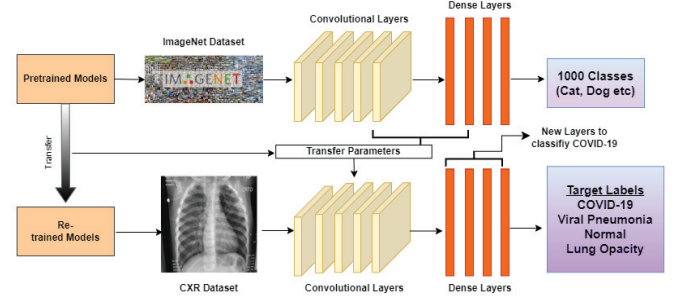 Dense Layers
Convolutional Layers
ImageNet Dataset
Pretrained Models
IMAGENET
1000 Classes
(Cat, Dog etc)
Transfer
Transfer Parameters
New Layers to
classifiy COVID-19
Re-
trained Models
Target Labels
COVID-19
Viral Pneumonia
Normal
Lung Opacity
CXR Dataset
Convolutional Layers
Dense Layers